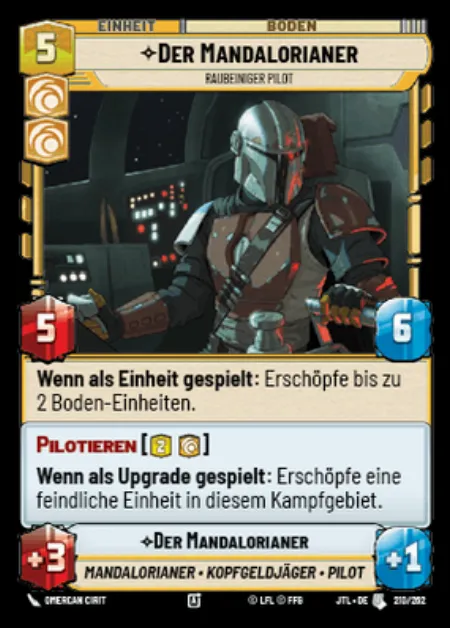 EINHEIT
BODEN
5
DER MANDALORIANER
RAUBEINIGER PILOT
5
6
Wenn als Einheit gespielt: Erschöpfe bis zu
2 Boden-Einheiten.
PILOTIEREN [2]
Wenn als Upgrade gespielt: Erschöpfe eine
feindliche Einheit in diesem Kampfgebiet.
DER MANDALORIANER
+3
+1
MANDALORIANER • KOPFGELDJÄGER • PILOT
OMERCAN CIRIT
A
© LFL © FFG
JTL • DE
210/262